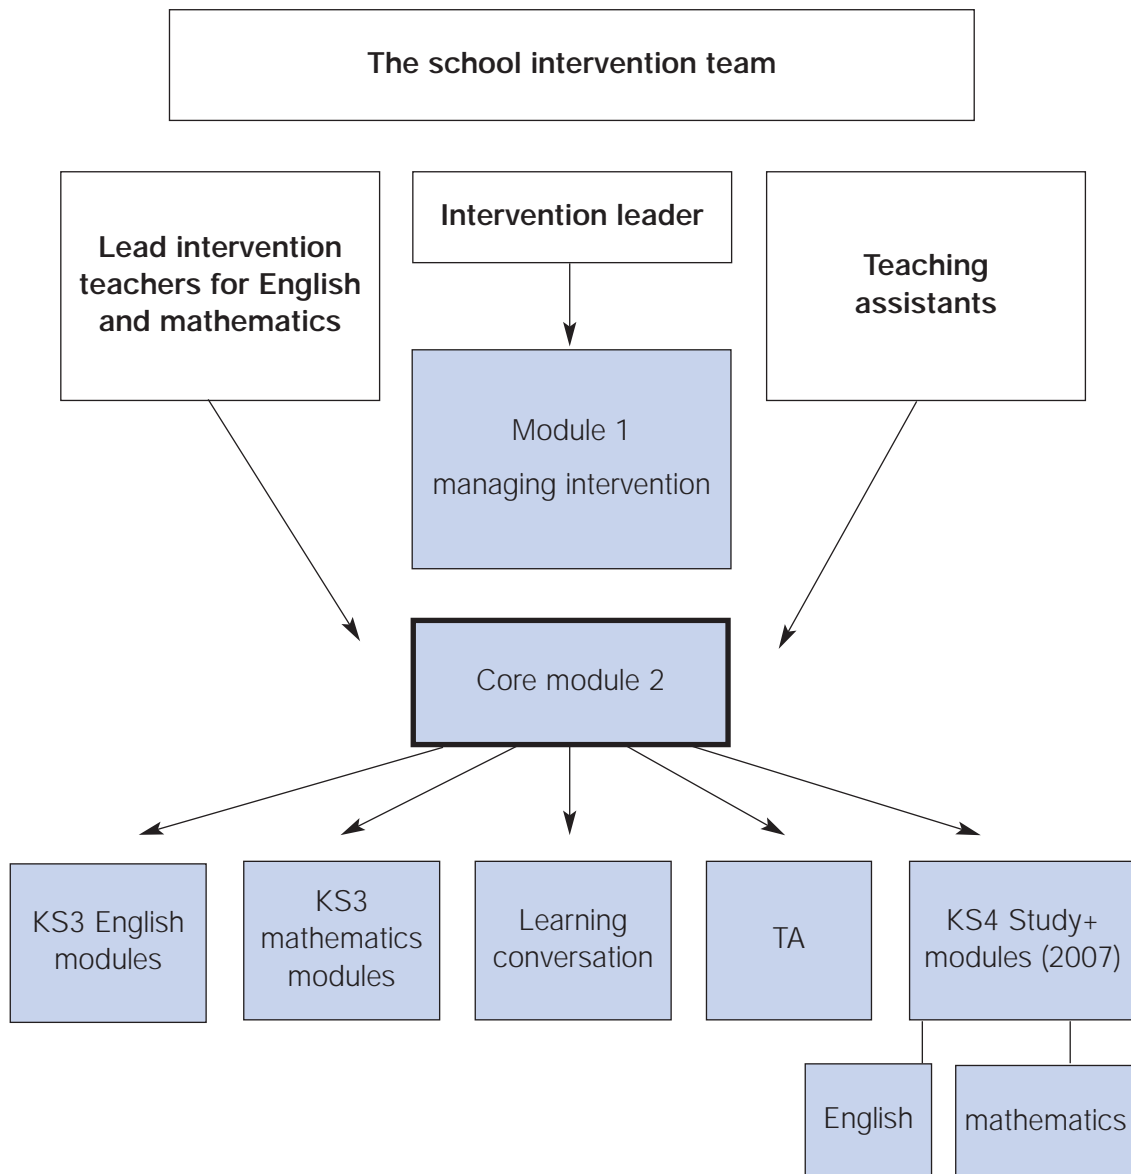 The school intervention team
Lead intervention
teachers for English
and mathematics
Intervention leader
Teaching
assistants
Module 1
managing intervention
Core module 2
KS3 English
modules
KS3
mathematics
modules
Learning
conversation
TA
KS4 Study+
modules (2007)
English
mathematics